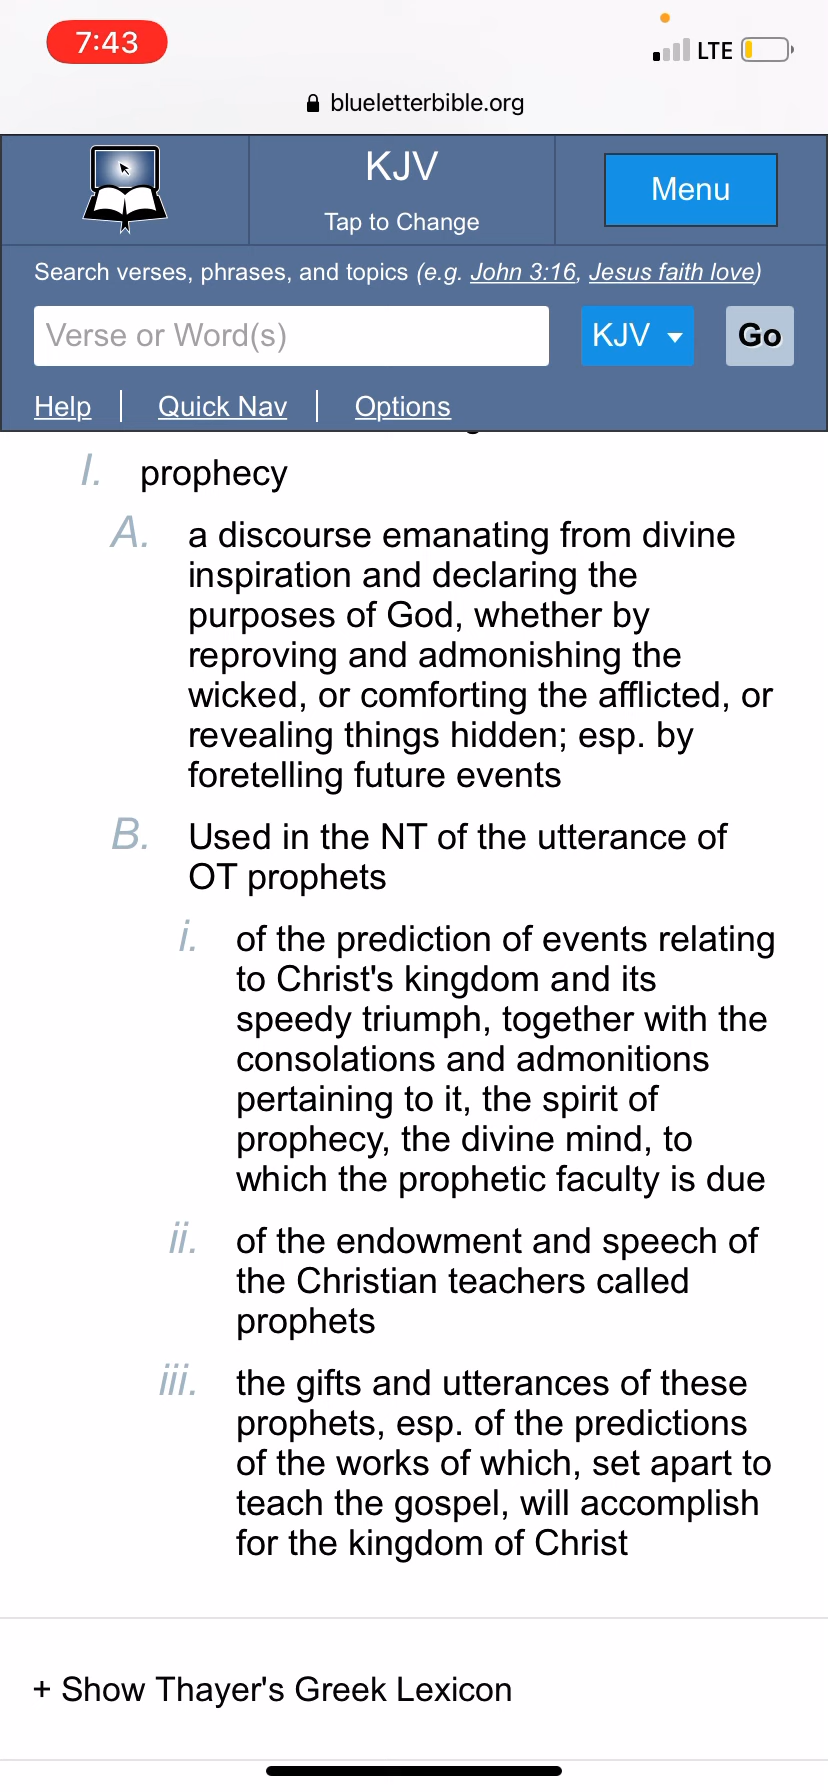 7:43
LTE
blueletterbible.org
KJV
Tap to Change
Menu
Search verses, phrases, and topics (e.g. John 3:16, Jesus faith love)
Verse or Word(s)
KJV
Go
Help
Quick Nav
Options
I. prophecy
A. a discourse emanating from divine
inspiration and declaring the
purposes of God, whether by
reproving and admonishing the
wicked, or comforting the afflicted, or
revealing things hidden; esp. by
foretelling future events
B. Used in the NT of the utterance of
OT prophets
i. of the prediction of events relating
to Christ's kingdom and its
speedy triumph, together with the
consolations and admonitions
pertaining to it, the spirit of
prophecy, the divine mind, to
which the prophetic faculty is due
ii. of the endowment and speech of
the Christian teachers called
prophets
iii. the gifts and utterances of these
prophets, esp. of the predictions
of the works of which, set apart to
teach the gospel, will accomplish
for the kingdom of Christ
+ Show Thayer's Greek Lexicon